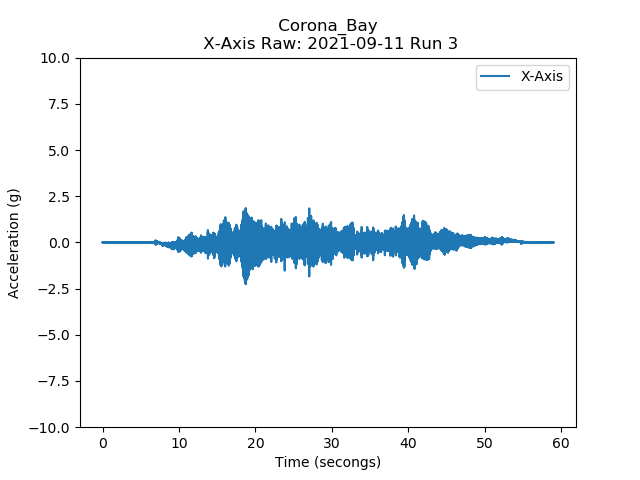 Corona_Bay
X-Axis Raw: 2021-09-11 Run 3
X-Axis
Acceleration (g)
10.0
7.5
5.0
2.5
0.0
−2.5
−5.0
−7.5
−10.0
0 10 20 30 40 50 60
Time (secongs)